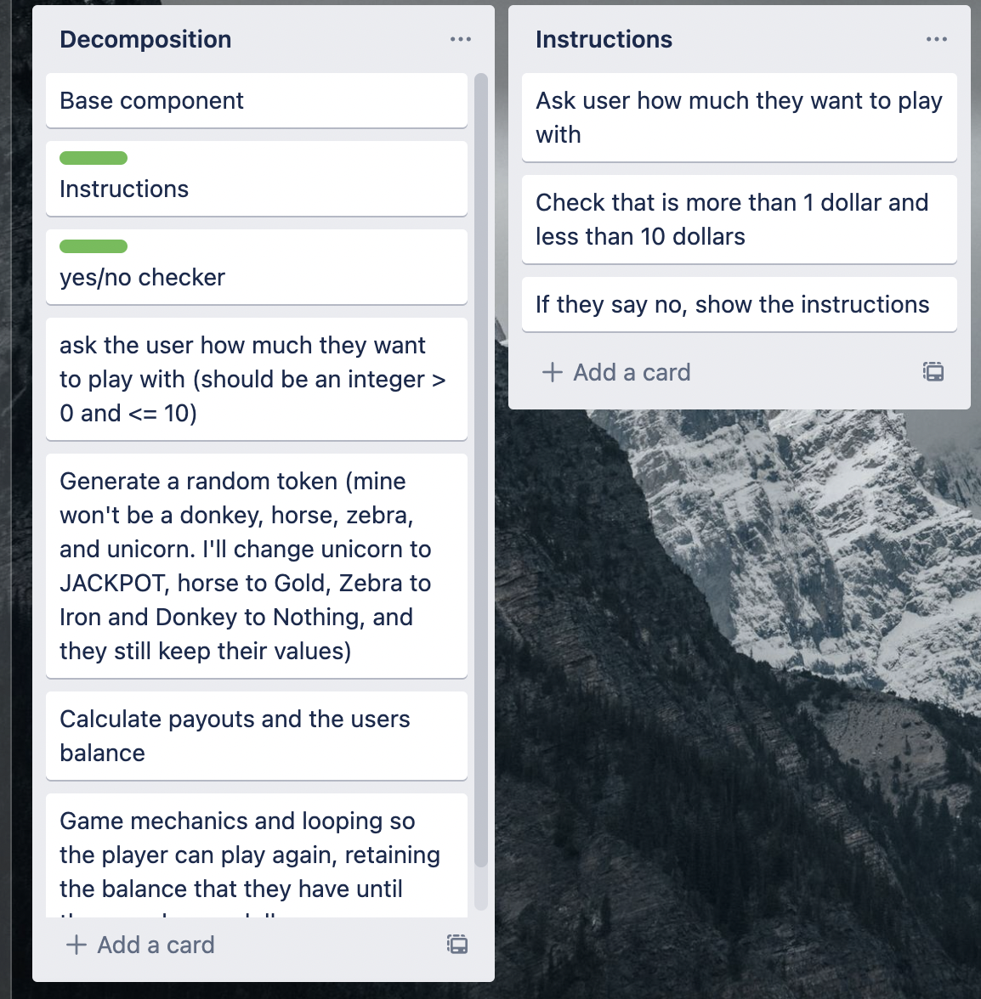 Decomposition
Base component
Instructions
yes/no checker
ask the user how much they want
to play with (should be an integer >
0 and <= 10)
Generate a random token (mine
won't be a donkey, horse, zebra,
and unicorn. I'll change unicorn to
JACKPOT, horse to Gold, Zebra to
Iron and Donkey to Nothing, and
they still keep their values)
Calculate payouts and the users
balance
Game mechanics and looping so
the player can play again, retaining
the balance that they have until
+ Add a card
Instructions
Ask user how much they want to play
with
Check that is more than 1 dollar and
less than 10 dollars
If they say no, show the instructions
+ Add a card